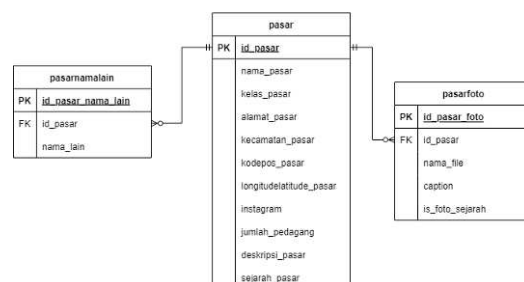 pasar
PK id_pasar
nama_pasar
kelas_pasar
alamat_pasar
kecamatan_pasar
kodepos_pasar
longitudelatitude_pasar
instagram
jumlah_pedagang
deskripsi_pasar
sejarah_pasar
pasarnamalain
PK id_pasar_nama_lain
FK id_pasar
nama_lain
pasarfoto
PK id_pasar_foto
FK id_pasar
nama_file
caption
is_foto_sejarah